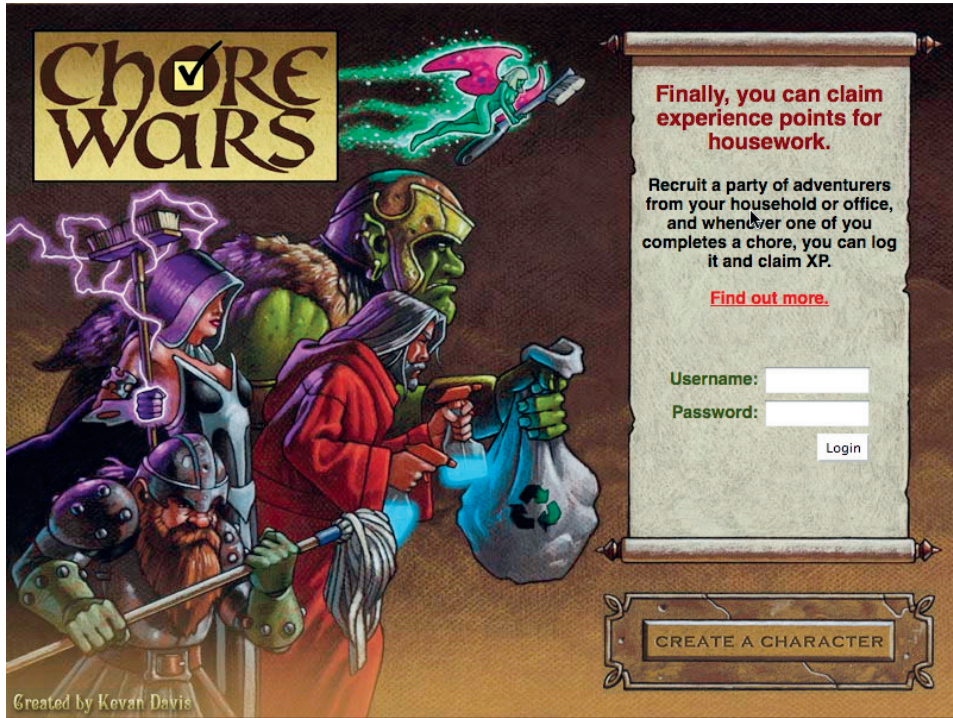 Chore
Wars
Finally, you can claim
experience points for
housework.
Recruit a party of adventurers
from your household or office,
and whenever one of you
completes a chore, you can log
it and claim XP.
Find out more.
Username:
Password:
Login
CREATE A CHARACTER
Created by Kevan Davis